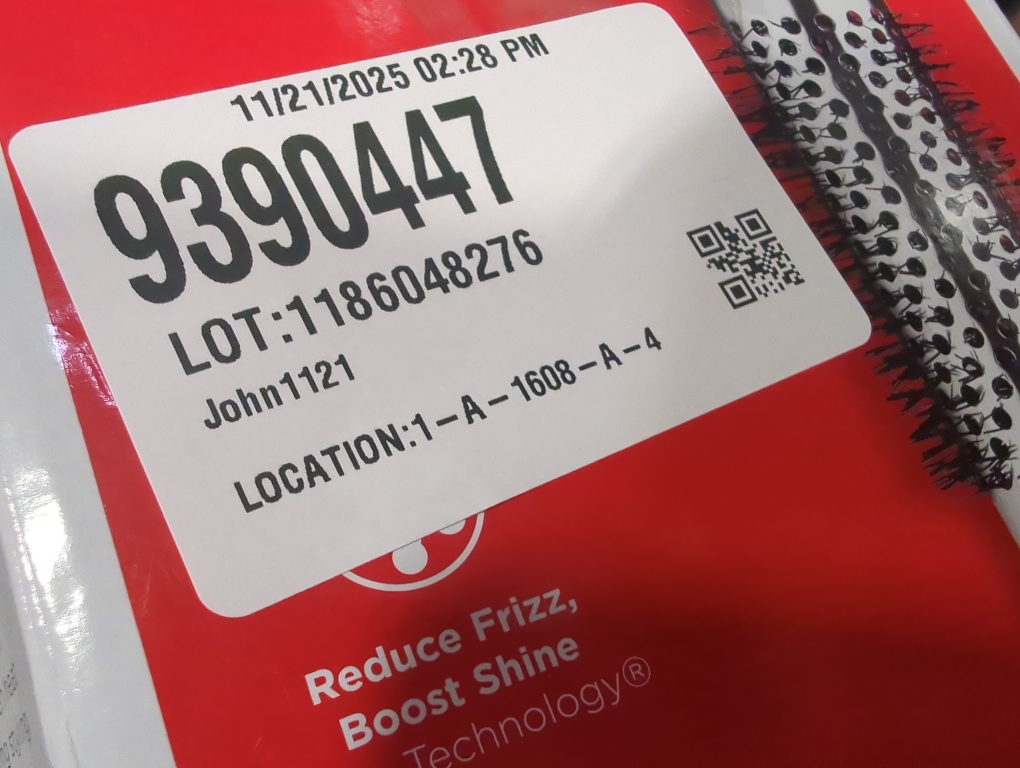 11/21/2025 02:28 PM
9390447
LOT:1186048276
John1121
LOCATION:1-A-1608-A-4
Reduce Frizz,
Boost Shine
Technology®